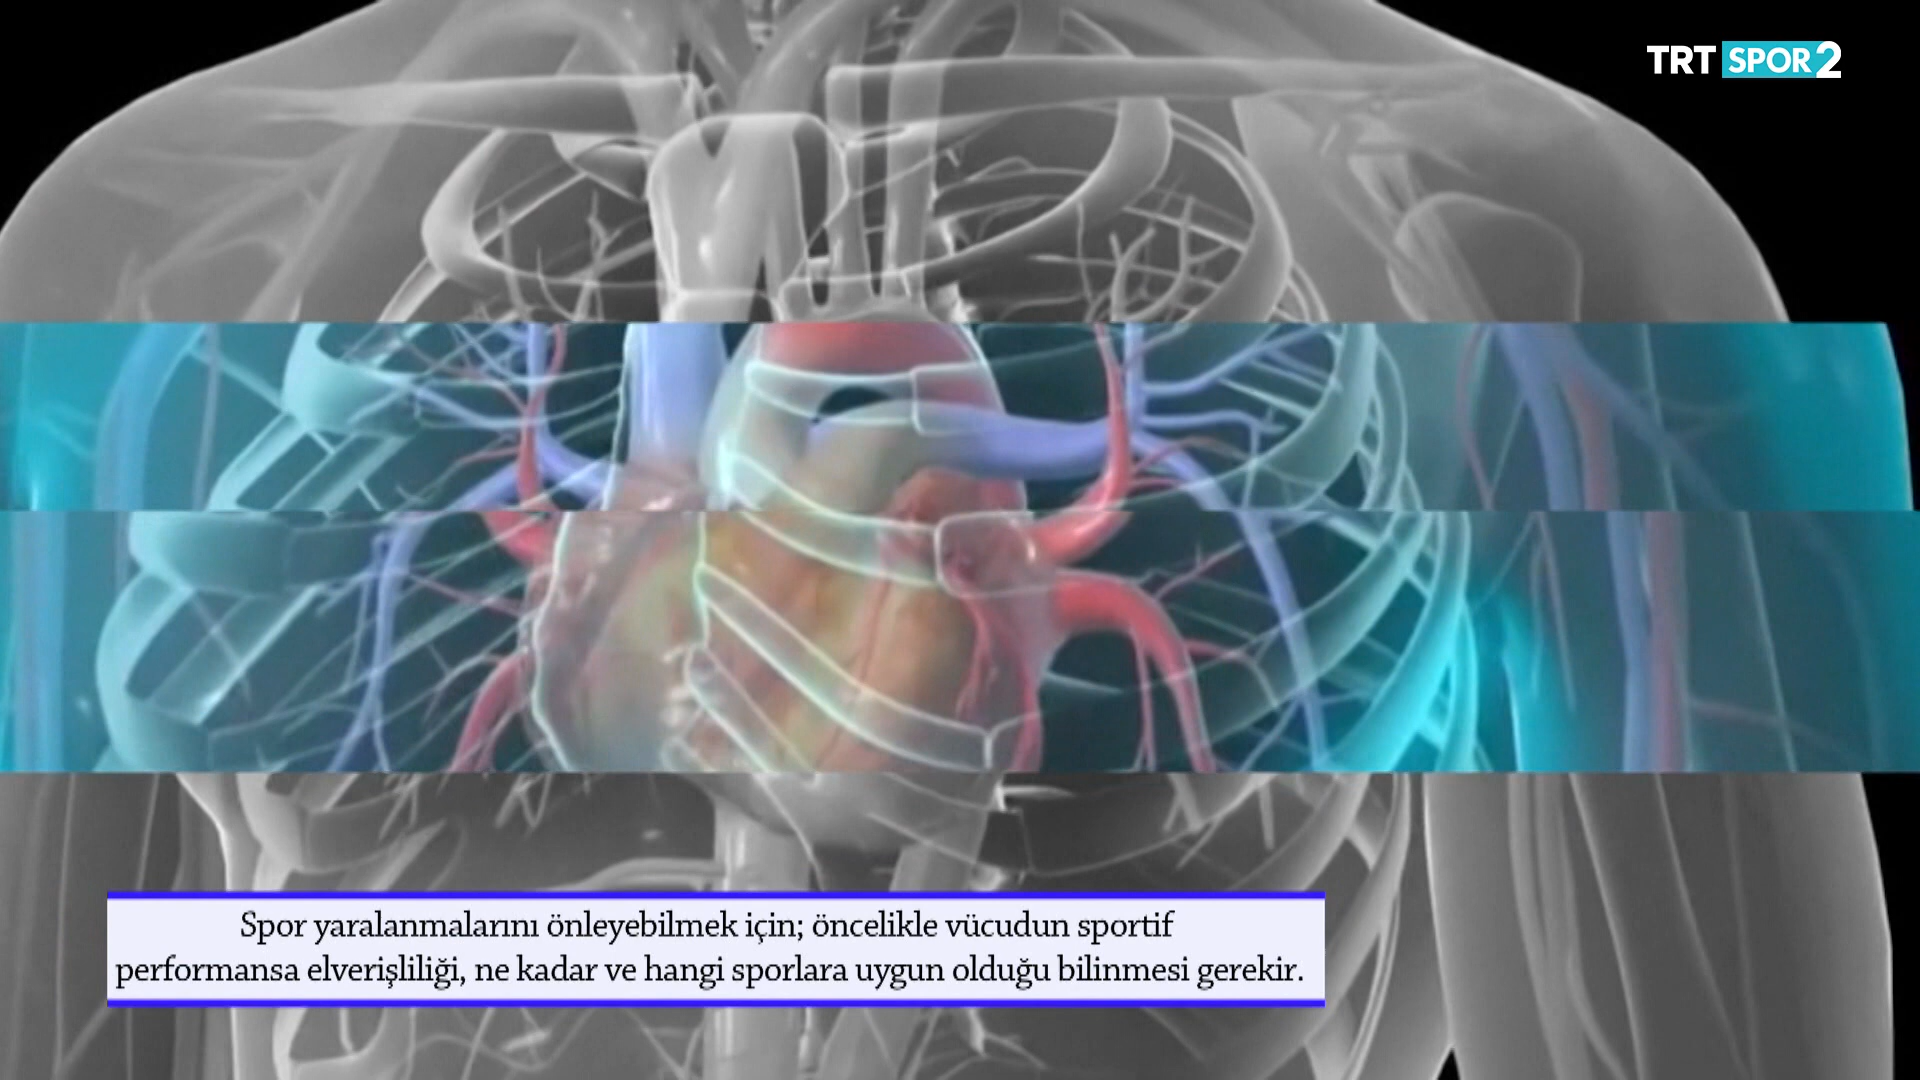 TRT SPOR 2
Spor yaralanmalarını önleyebilmek için; öncelikle vücudun sportif
performansa elverişliliği, ne kadar ve hangi sporlara uygun olduğu bilinmesi gerekir.